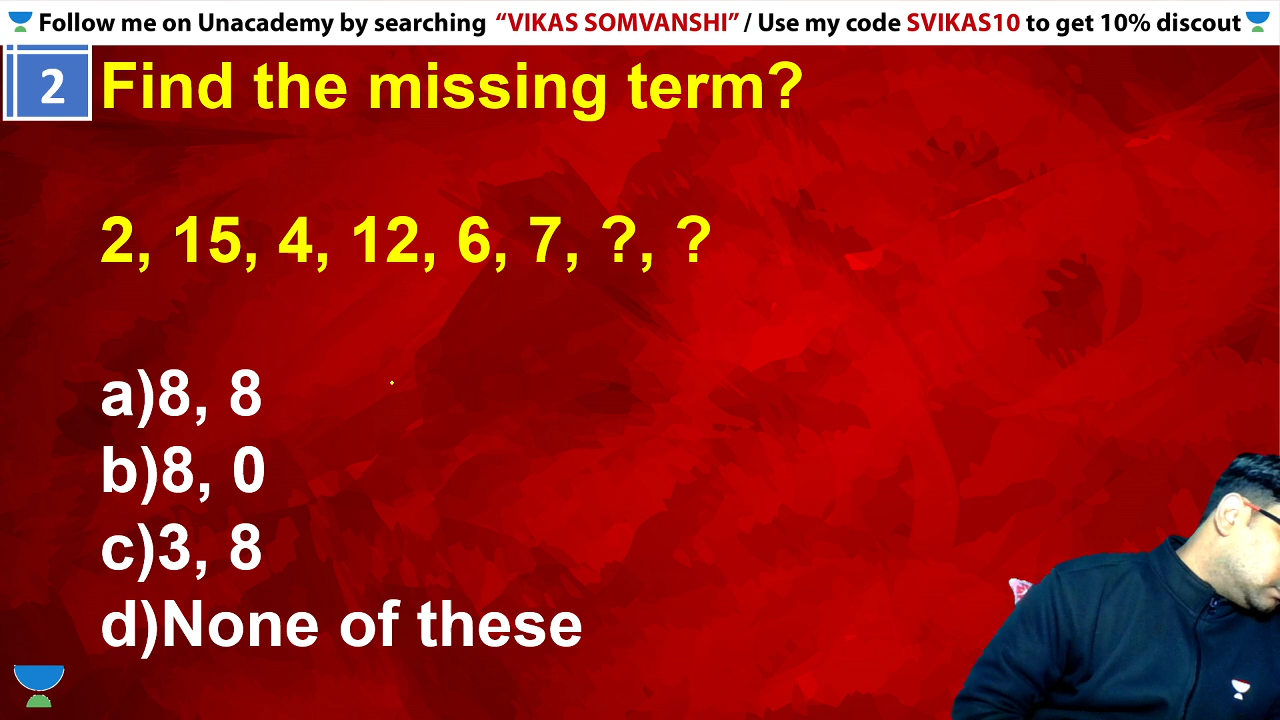 Follow me on Unacademy by searching “VIKAS SOMVANSHI” / Use my code SVIKAS10 to get 10% discout
2 Find the missing term?
2, 15, 4, 12, 6, 7, ?, ?
a)8, 8
b)8, 0
c)3, 8
d)None of these